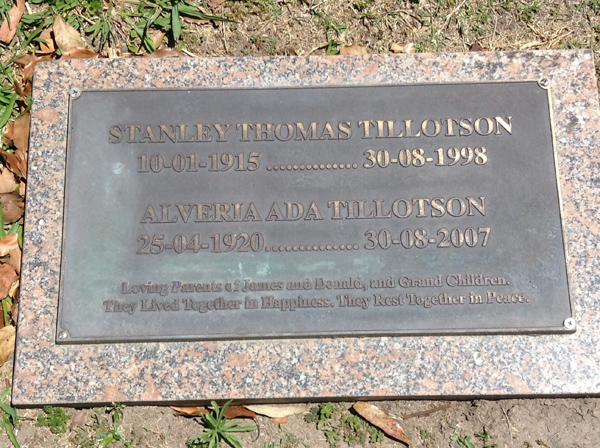 STANLEY THOMAS TILLOTSON
10-01-1915 .............. 30-08-1998
ALVERIA ADA TILLOTSON
25-04-1920.............. 30-08-2007
Loving Parents of James and Donald, and Grand Children.
They Lived Together in Happiness. They Rest Together in Peace.